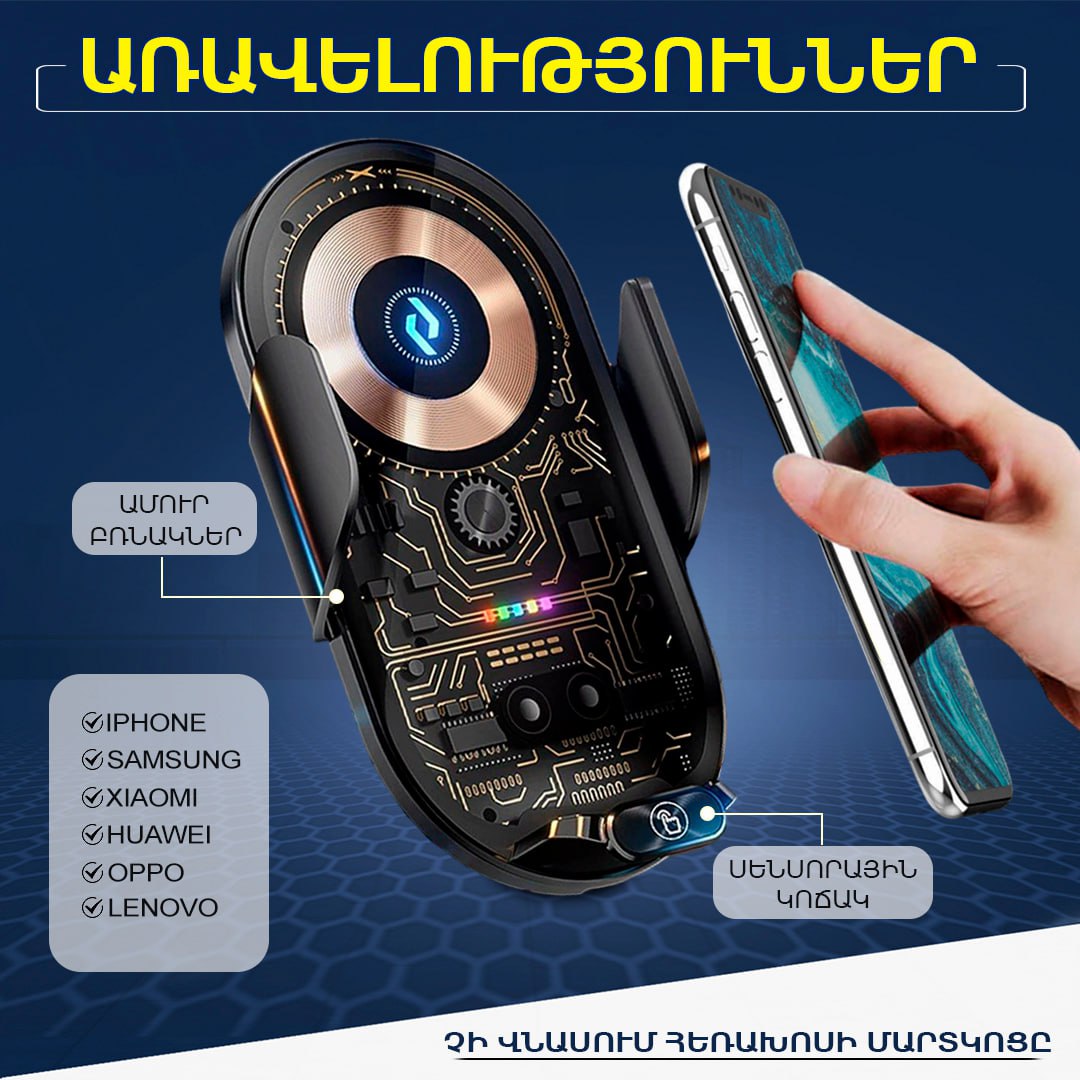 ԱՌԱՎԵԼՈՒԹՅՈՒՆՆԵՐ
ԱՄՈՒՐ
ԲՌՆԱԿՆԵՐ
IPHONE
SAMSUNG
XIAOMI
HUAWEI
OPPO
LENOVO
ՍԵՆՍՈՐԱՅԻՆ
ԿՈՃԱԿ
ՉԻ ՎՆԱՍՈՒՄ ՀԵՌԱԽՈՍԻ ՄԱՐՏԿՈՑԸ